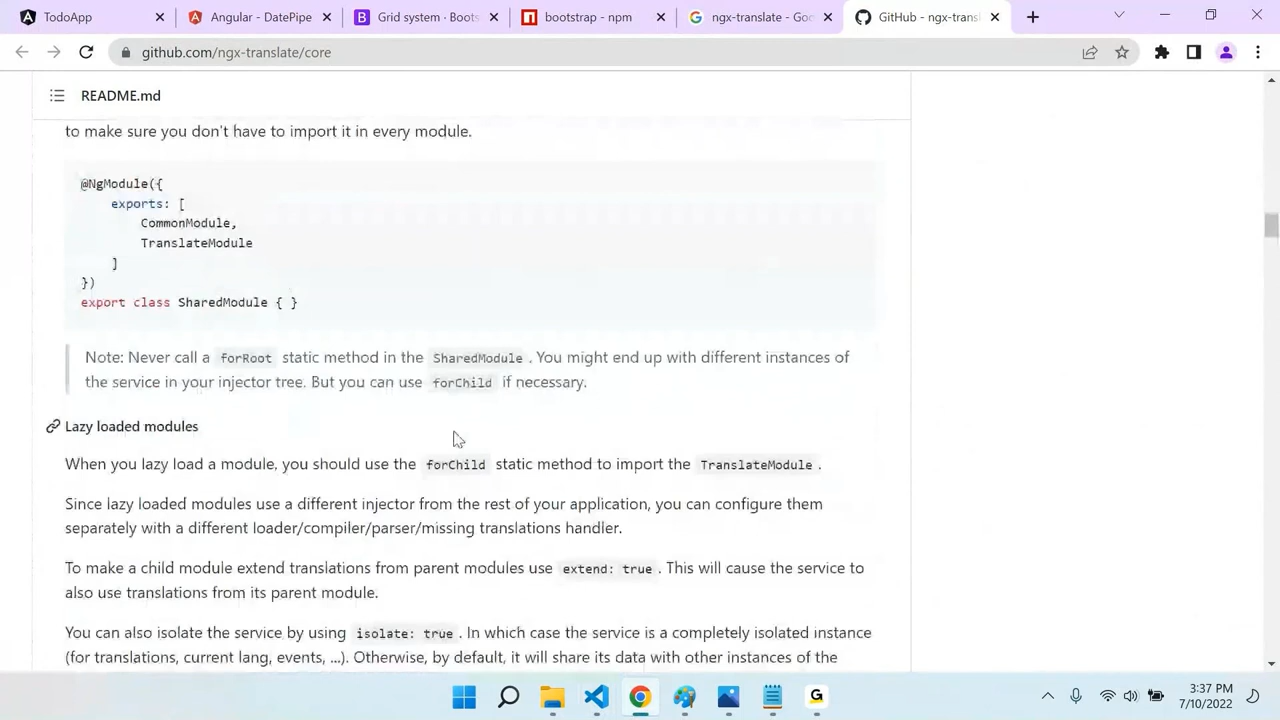 TodoApp
Angular - DatePipe
Grid system · Boots
bootstrap - npm
ngx-translate - Goo
GitHub - ngx-transl
github.com/ngx-translate/core
README.md
to make sure you don't have to import it in every module.
@NgModule({
exports: [
CommonModule,
TranslateModule
]
})
export class SharedModule { }
Note: Never call a forRoot static method in the SharedModule . You might end up with different instances of
the service in your injector tree. But you can use forChild if necessary.
Lazy loaded modules
When you lazy load a module, you should use the forChild static method to import the TranslateModule .
Since lazy loaded modules use a different injector from the rest of your application, you can configure them
separately with a different loader/compiler/parser/missing translations handler.
To make a child module extend translations from parent modules use extend: true . This will cause the service to
also use translations from its parent module.
You can also isolate the service by using isolate: true . In which case the service is a completely isolated instance
(for translations, current lang, events, ...). Otherwise, by default, it will share its data with other instances of the
3:37 PM
7/10/2022